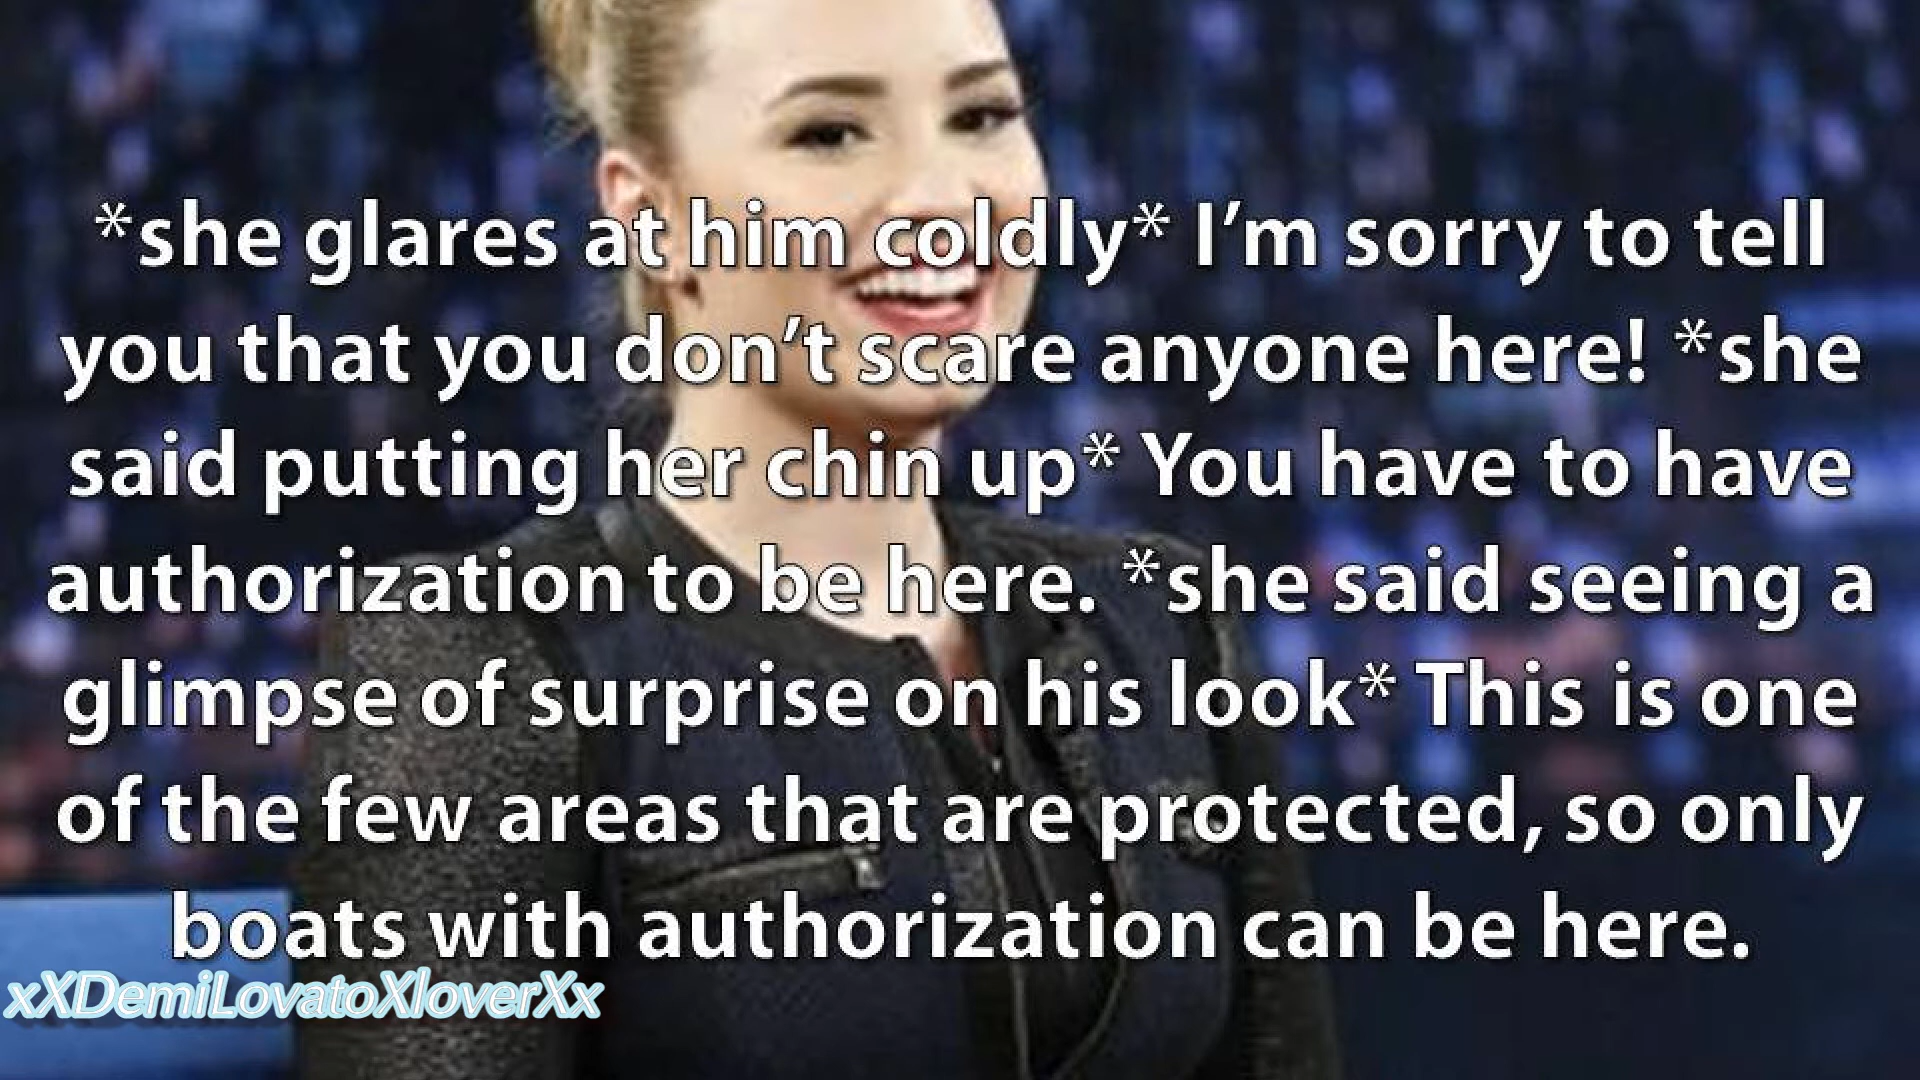 *she glares at him coldly* I’m sorry to tell
you that you don’t scare anyone here! *she
said putting her chin up* You have to have
authorization to be here. *she said seeing a
glimpse of surprise on his look* This is one
of the few areas that are protected, so only
boats with authorization can be here.
xXDemiLovatoXloverXx